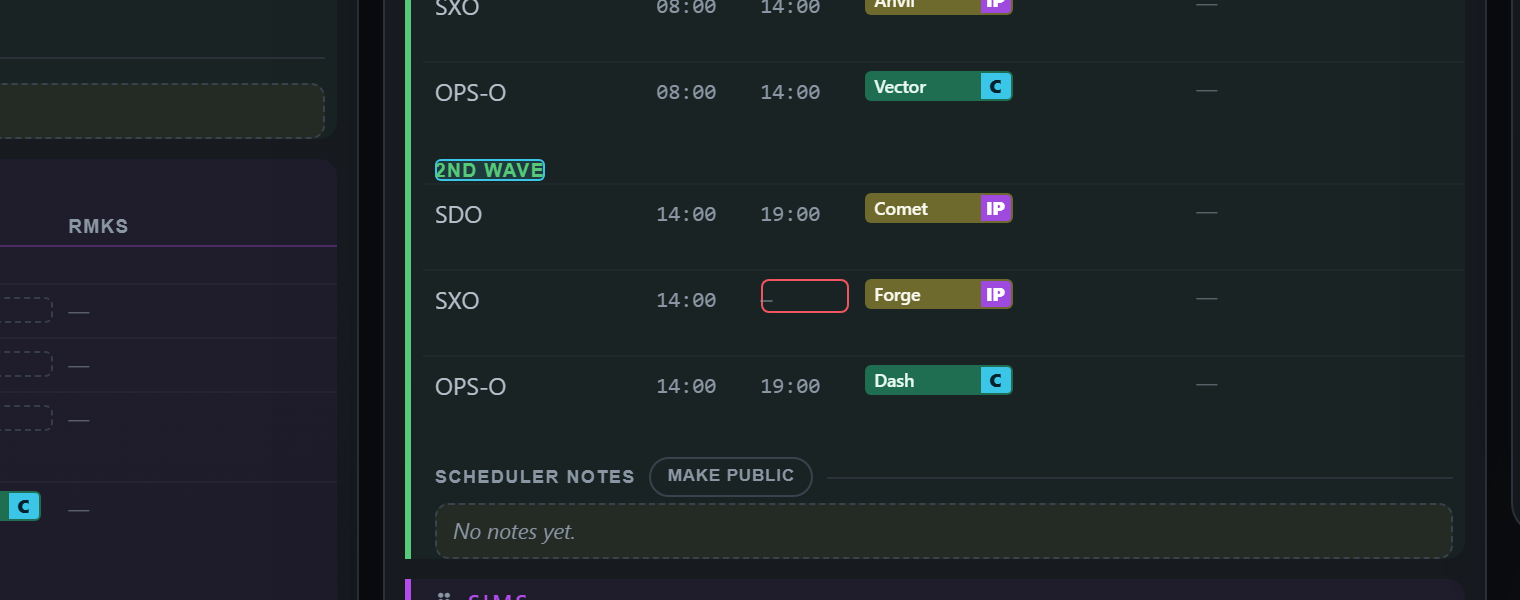 SXO 08:00 14:00 Anvil IP —
OPS-O 08:00 14:00 Vector C —
2ND WAVE
SDO 14:00 19:00 Comet IP —
RMKS
SXO 14:00 — Forge IP —
—
—
OPS-O 14:00 19:00 Dash C —
—
SCHEDULER NOTES MAKE PUBLIC
C —
No notes yet.
SIMS